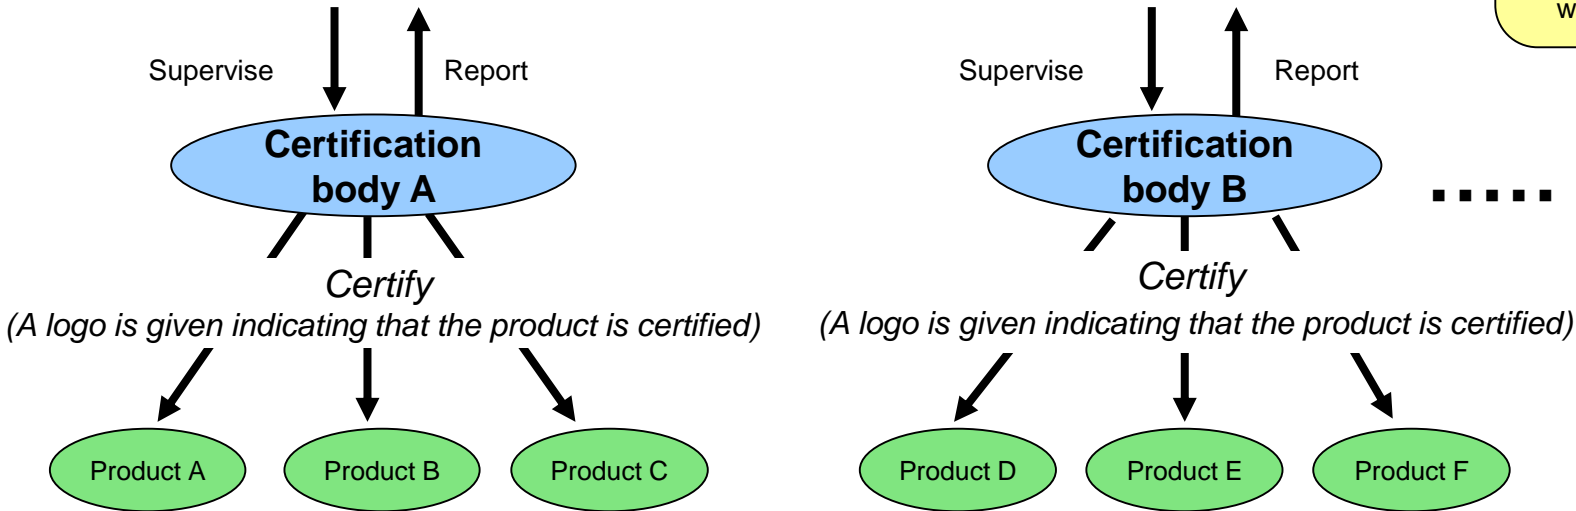 Supervise
Report
Certification
body A
Certify
(A logo is given indicating that the product is certified)
Product A
Product B
Product C
Supervise
Report
Certification
body B
.....
Certify
(A logo is given indicating that the product is certified)
Product D
Product E
Product F